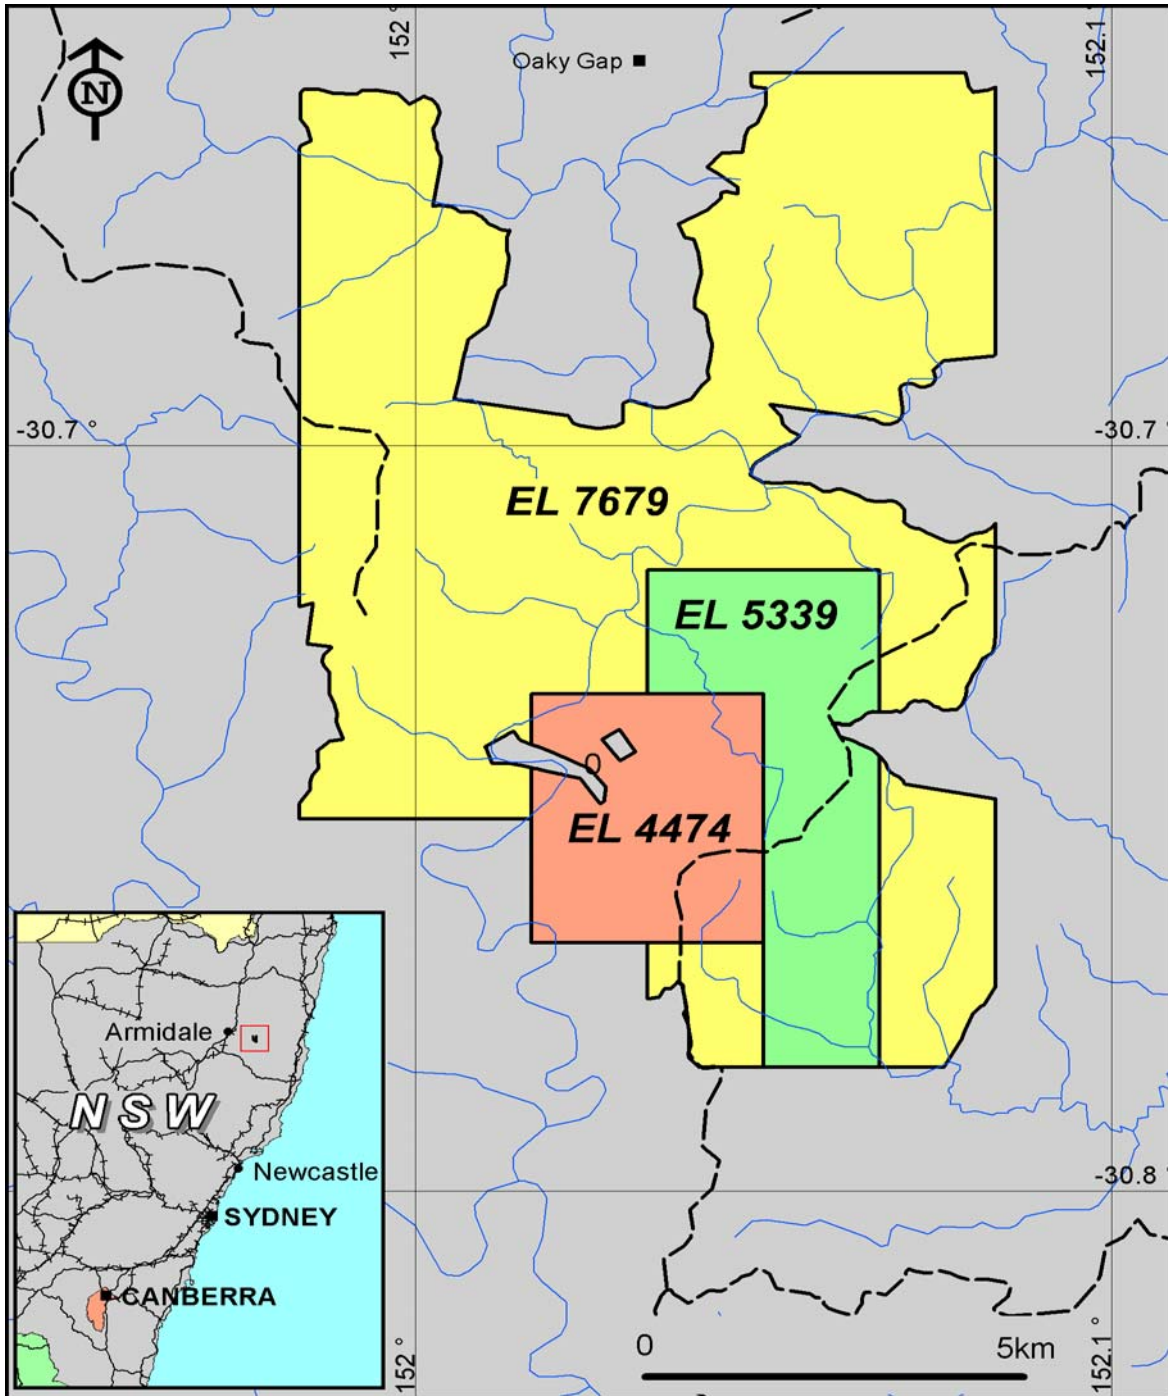 152 °
152.1 °
Oaky Gap
N
-30.7 °
-30.7 °
EL 7679
EL 5339
EL 4474
Armidale
NSW
Newcastle
SYDNEY
CANBERRA
-30.8 °
0
5km
152 °
152.1 °